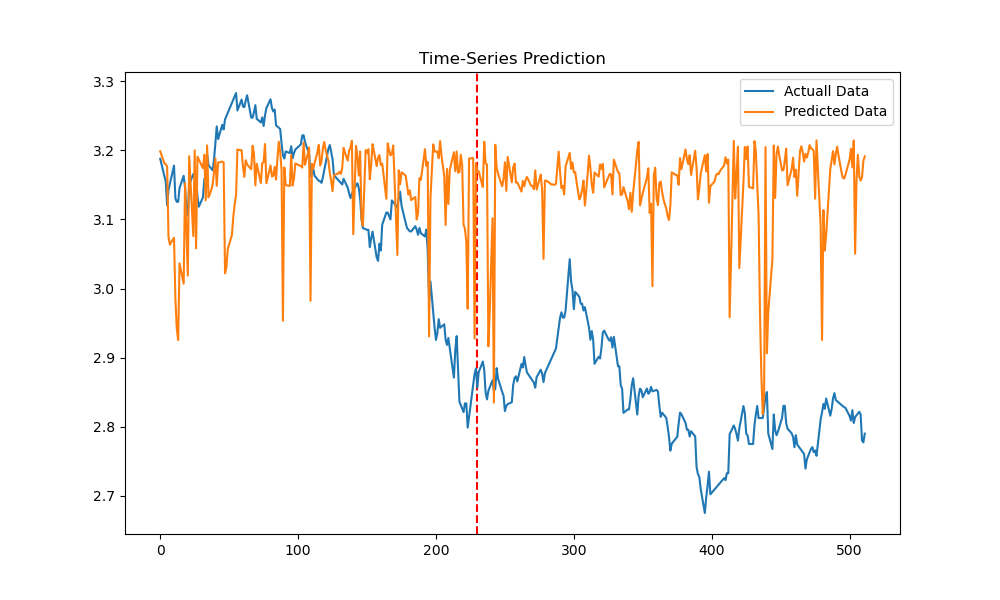 Time-Series Prediction
Actuall Data
Predicted Data
3.3
3.2
3.1
3.0
2.9
2.8
2.7
0 100 200 300 400 500